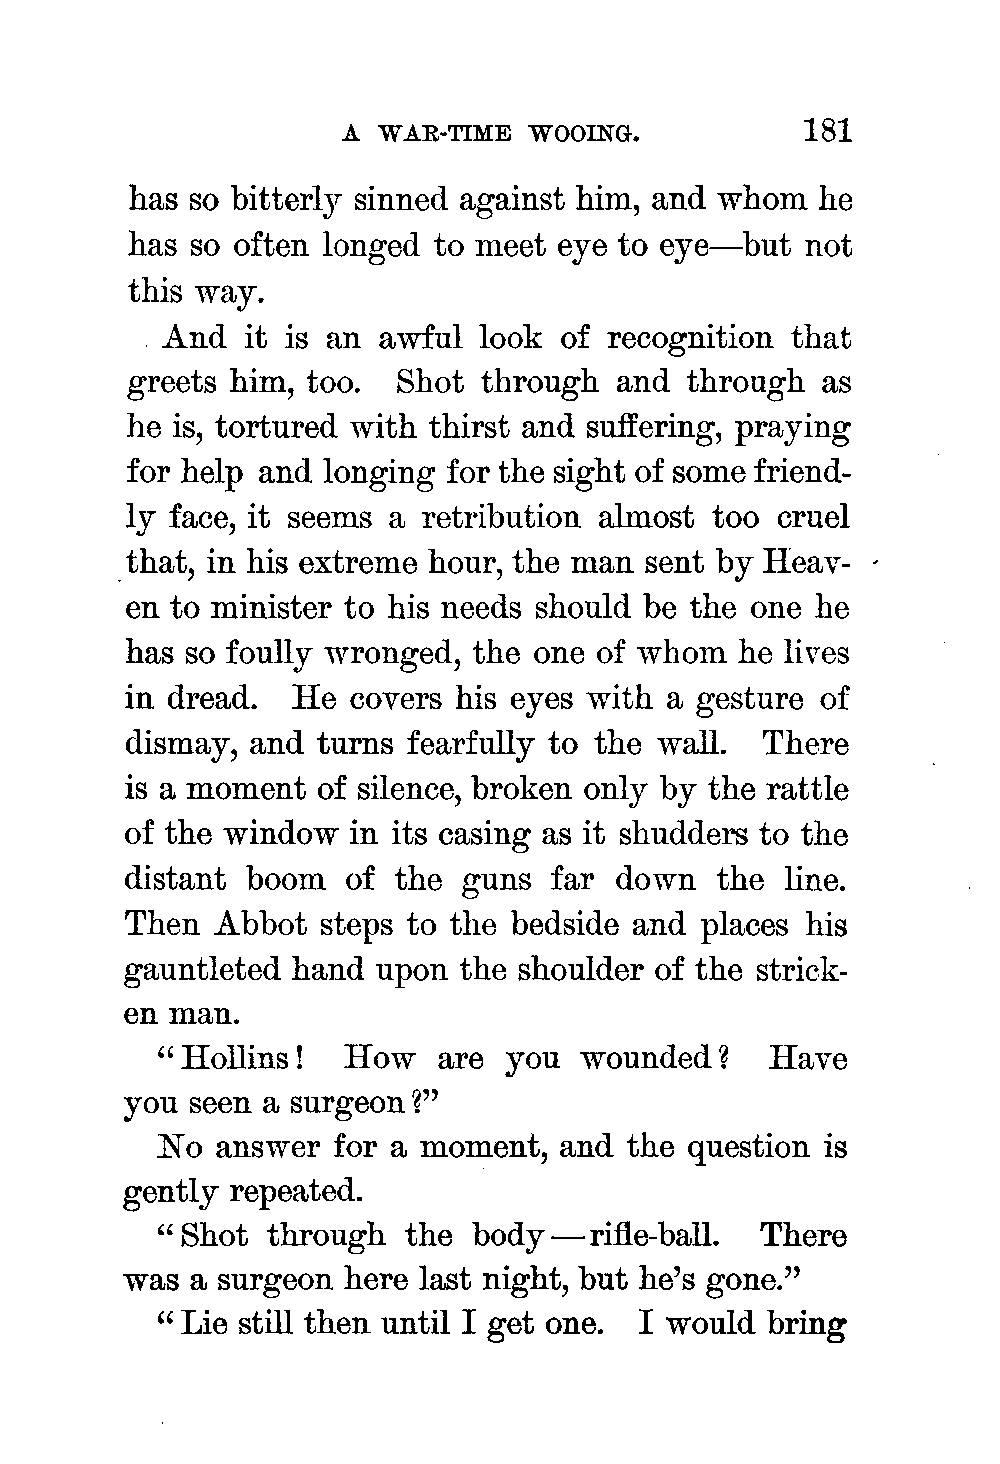 A WAR-TIME WOOING. 181
has so bitterly sinned against him, and whom he
has so often longed to meet eye to eye—but not
this way.
And it is an awful look of recognition that
greets him, too. Shot through and through as
he is, tortured with thirst and suffering, praying
for help and longing for the sight of some friend-
ly face, it seems a retribution almost too cruel
that, in his extreme hour, the man sent by Heav-
en to minister to his needs should be the one he
has so foully wronged, the one of whom he lives
in dread. He covers his eyes with a gesture of
dismay, and turns fearfully to the wall. There
is a moment of silence, broken only by the rattle
of the window in its casing as it shudders to the
distant boom of the guns far down the line.
Then Abbot steps to the bedside and places his
gauntleted hand upon the shoulder of the strick-
en man.
“Hollins! How are you wounded? Have
you seen a surgeon?”
No answer for a moment, and the question is
gently repeated.
“Shot through the body—rifle-ball. There
was a surgeon here last night, but he’s gone.”
“Lie still then until I get one. I would bring